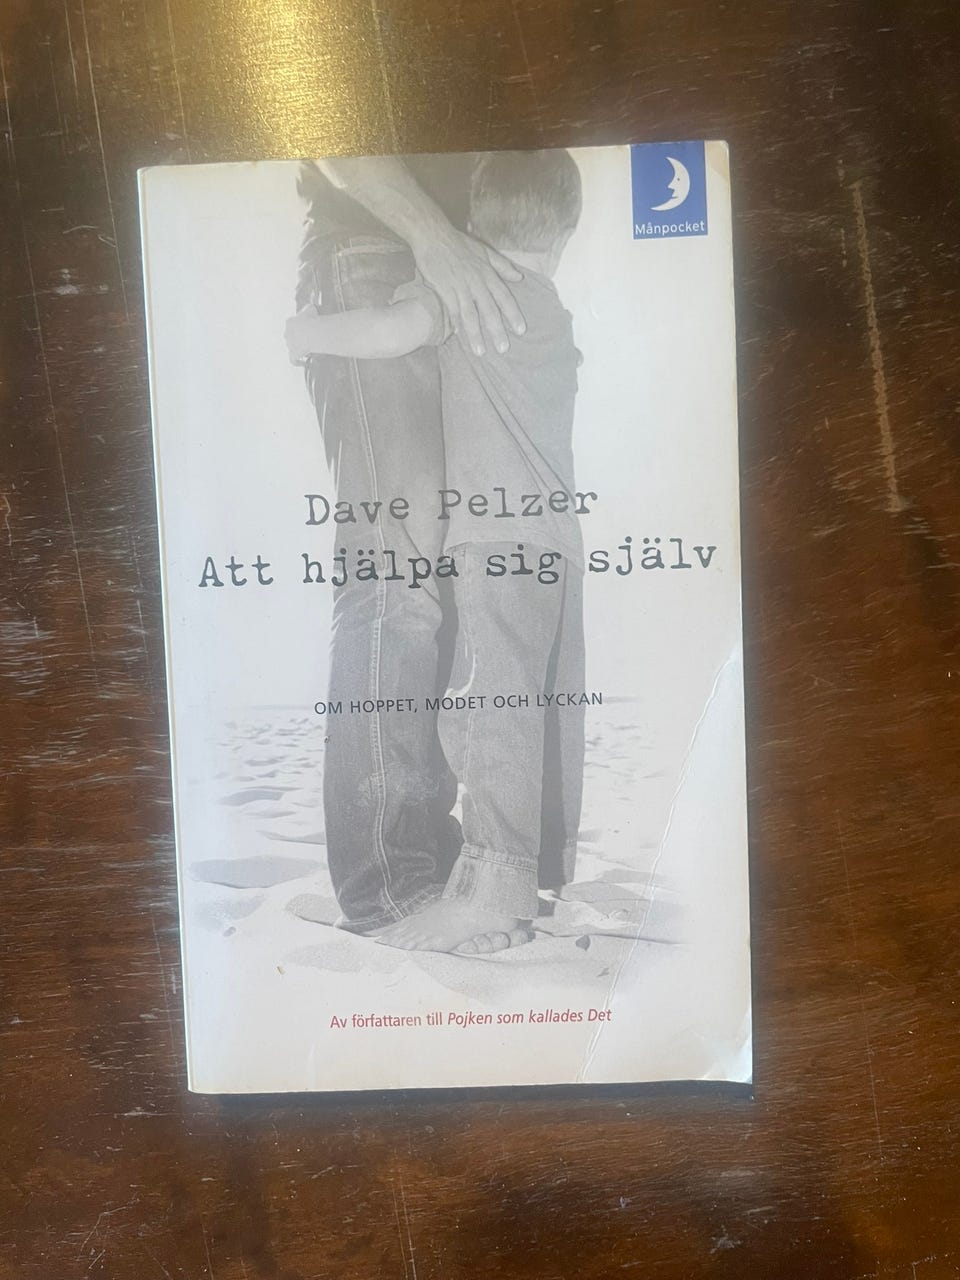 Månpocket
Dave Pelzer
Att hjälpa sig själv
OM HOPPET, MODET OCH LYCKAN
Av författaren till Pojken som kallades Det